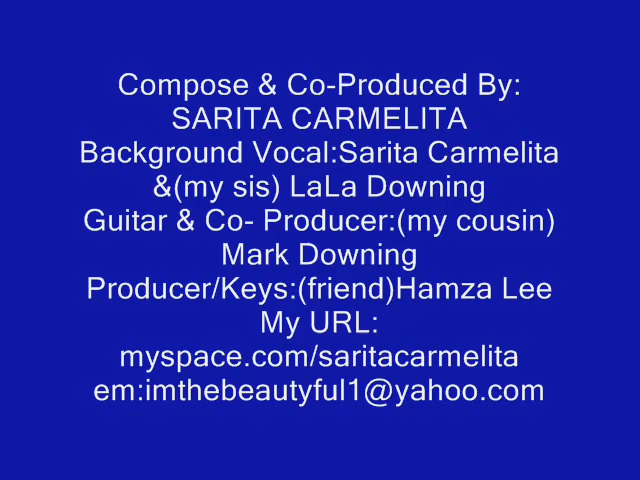 Compose & Co-Produced By:
SARITA CARMELITA
Background Vocal:Sarita Carmelita
&(my sis) LaLa Downing
Guitar & Co- Producer:(my cousin)
Mark Downing
Producer/Keys:(friend)Hamza Lee
My URL:
myspace.com/saritacarmelita
em:imthebeautyful1@yahoo.com